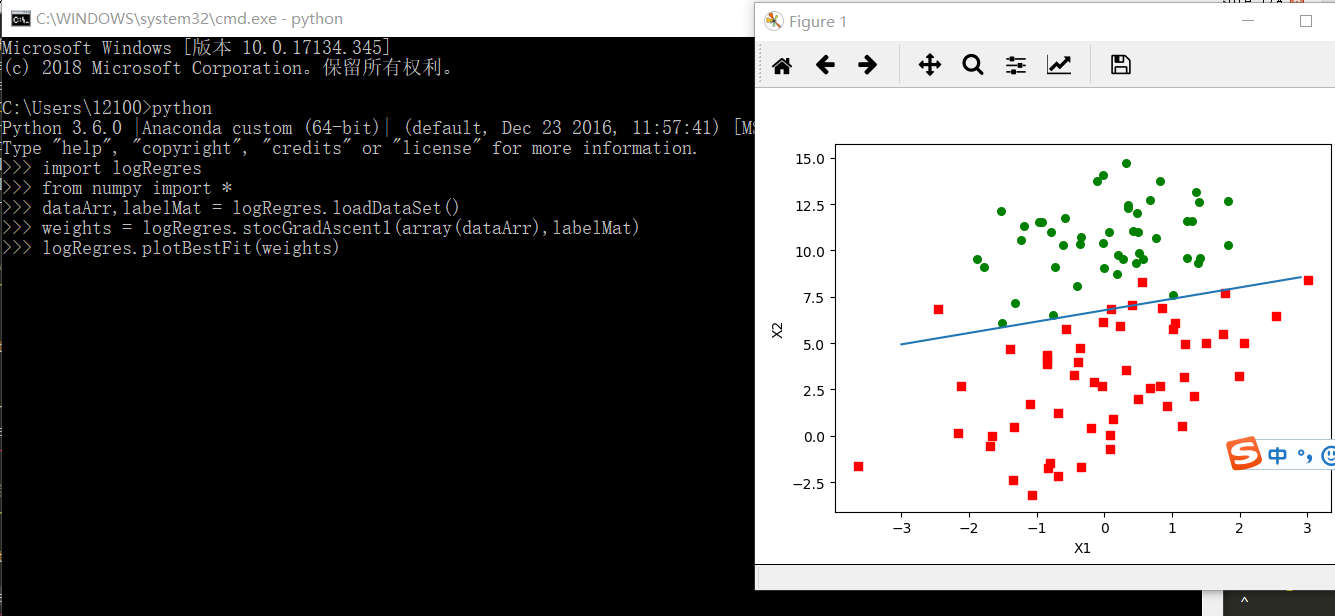 C:\WINDOWS\system32\cmd.exe - python
Microsoft Windows [版本 10.0.17134.345]
(c) 2018 Microsoft Corporation。保留所有权利。
C:\Users\12100>python
Python 3.6.0 |Anaconda custom (64-bit)| (default, Dec 23 2016, 11:57:41) [MS
Type "help", "copyright", "credits" or "license" for more information.
>>> import logRegres
>>> from numpy import *
>>> dataArr,labelMat = logRegres.loadDataSet()
>>> weights = logRegres.stocGradAscent1(array(dataArr),labelMat)
>>> logRegres.plotBestFit(weights)
Figure 1
15.0
12.5
10.0
7.5
5.0
2.5
0.0
−2.5
X2
−3
−2
−1
0
1
2
3
X1
S中°,